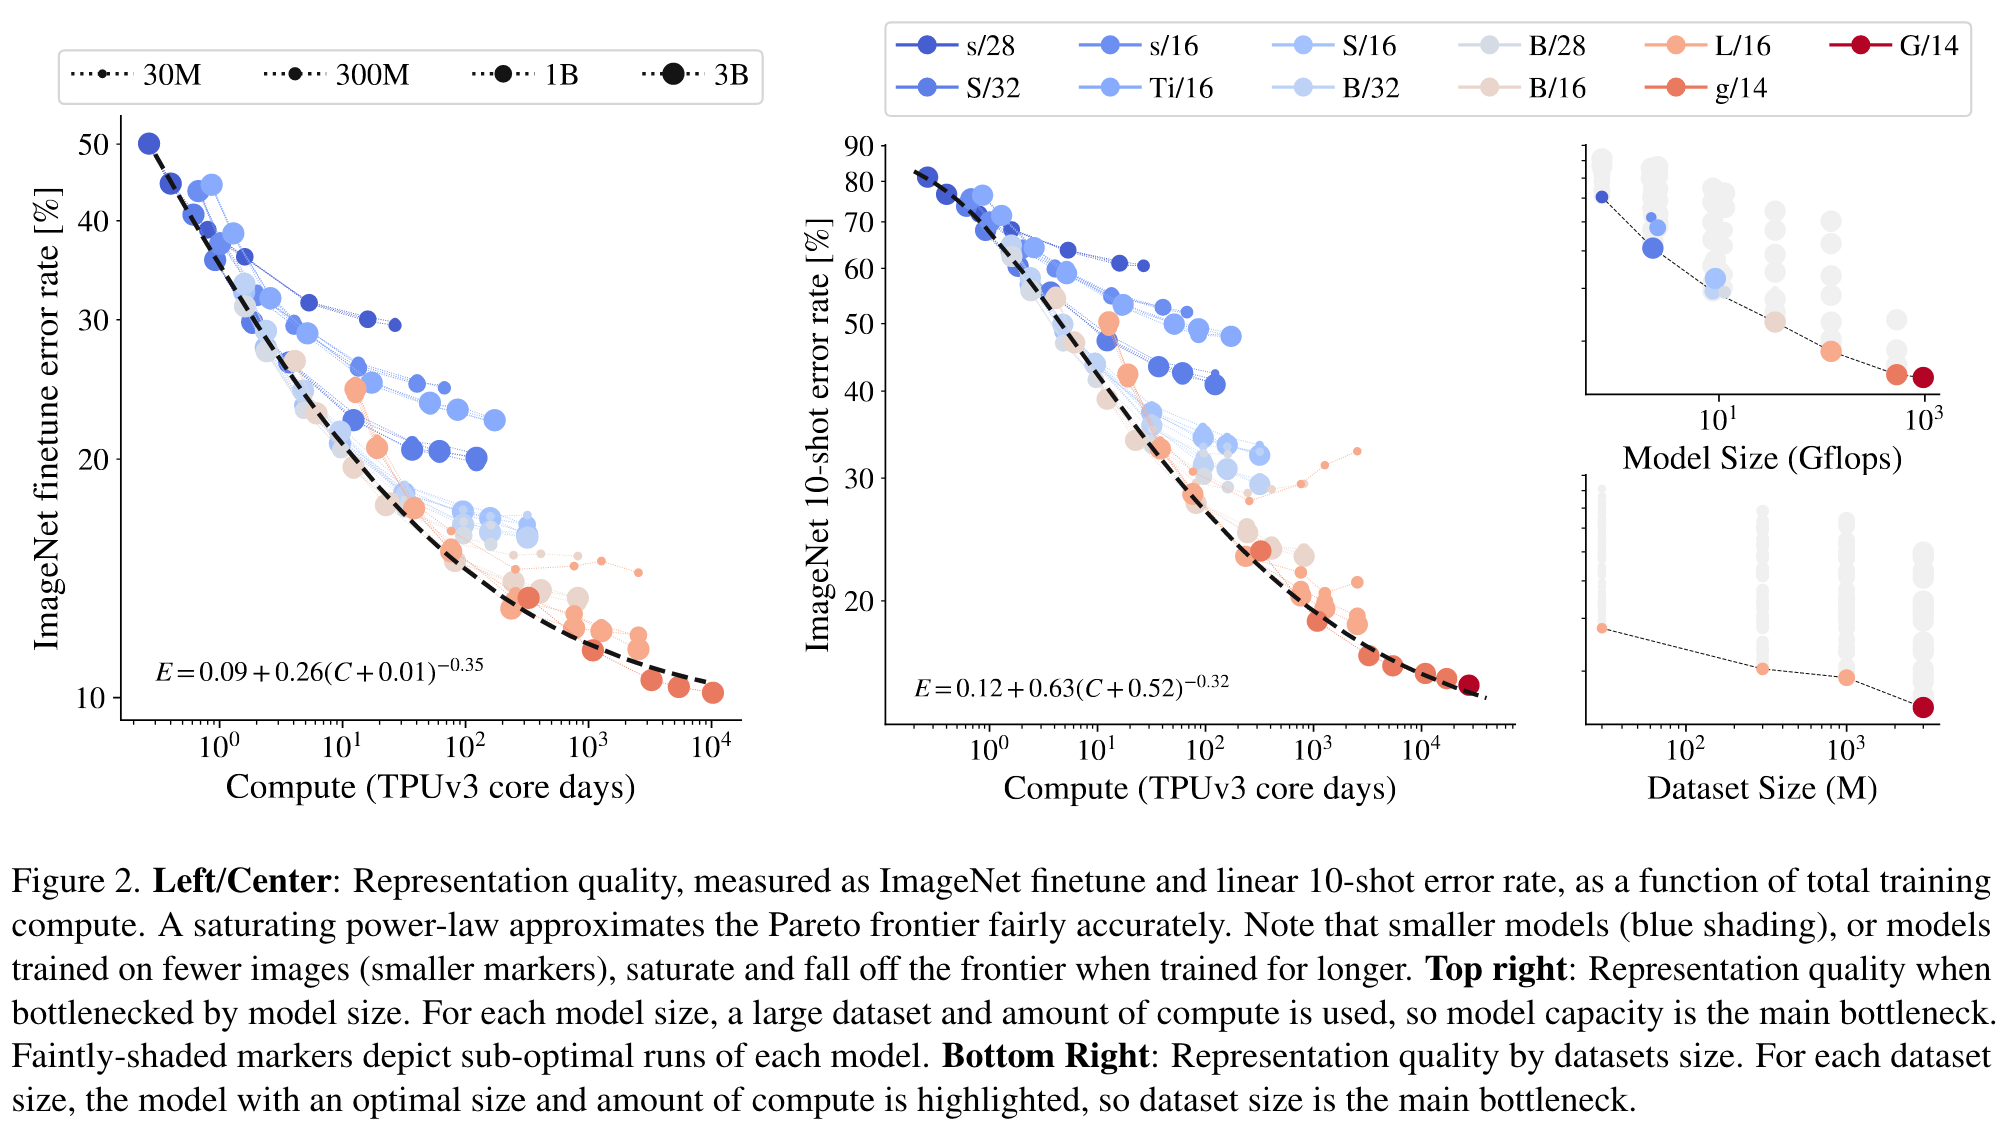 30M 300M 1B 3B
s/28 s/16 S/16 B/28 L/16 G/14
S/32 Ti/16 B/32 B/16 g/14
ImageNet finetune error rate [%]
50
40
30
20
10
E = 0.09 + 0.26(C + 0.01)^{-0.35}
10^0 10^1 10^2 10^3 10^4
Compute (TPUv3 core days)
ImageNet 10-shot error rate [%]
90
80
70
60
50
40
30
20
E = 0.12 + 0.63(C + 0.52)^{-0.32}
10^0 10^1 10^2 10^3 10^4
Compute (TPUv3 core days)
10^1 10^3
Model Size (Gflops)
10^2 10^3
Dataset Size (M)
Figure 2. Left/Center: Representation quality, measured as ImageNet finetune and linear 10-shot error rate, as a function of total training
compute. A saturating power-law approximates the Pareto frontier fairly accurately. Note that smaller models (blue shading), or models
trained on fewer images (smaller markers), saturate and fall off the frontier when trained for longer. Top right: Representation quality when
bottlenecked by model size. For each model size, a large dataset and amount of compute is used, so model capacity is the main bottleneck.
Faintly-shaded markers depict sub-optimal runs of each model. Bottom Right: Representation quality by datasets size. For each dataset
size, the model with an optimal size and amount of compute is highlighted, so dataset size is the main bottleneck.